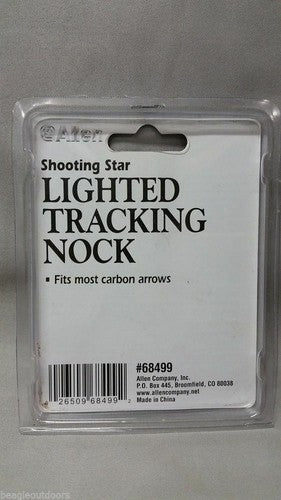 Allen
Shooting Star
LIGHTED
TRACKING
NOCK
▪ Fits most carbon arrows
#68499
Allen Company, Inc.
P.O. Box 445, Broomfield, CO 80038
www.allencompany.net
Made in China
26509 68499 2
beagleoutdoors